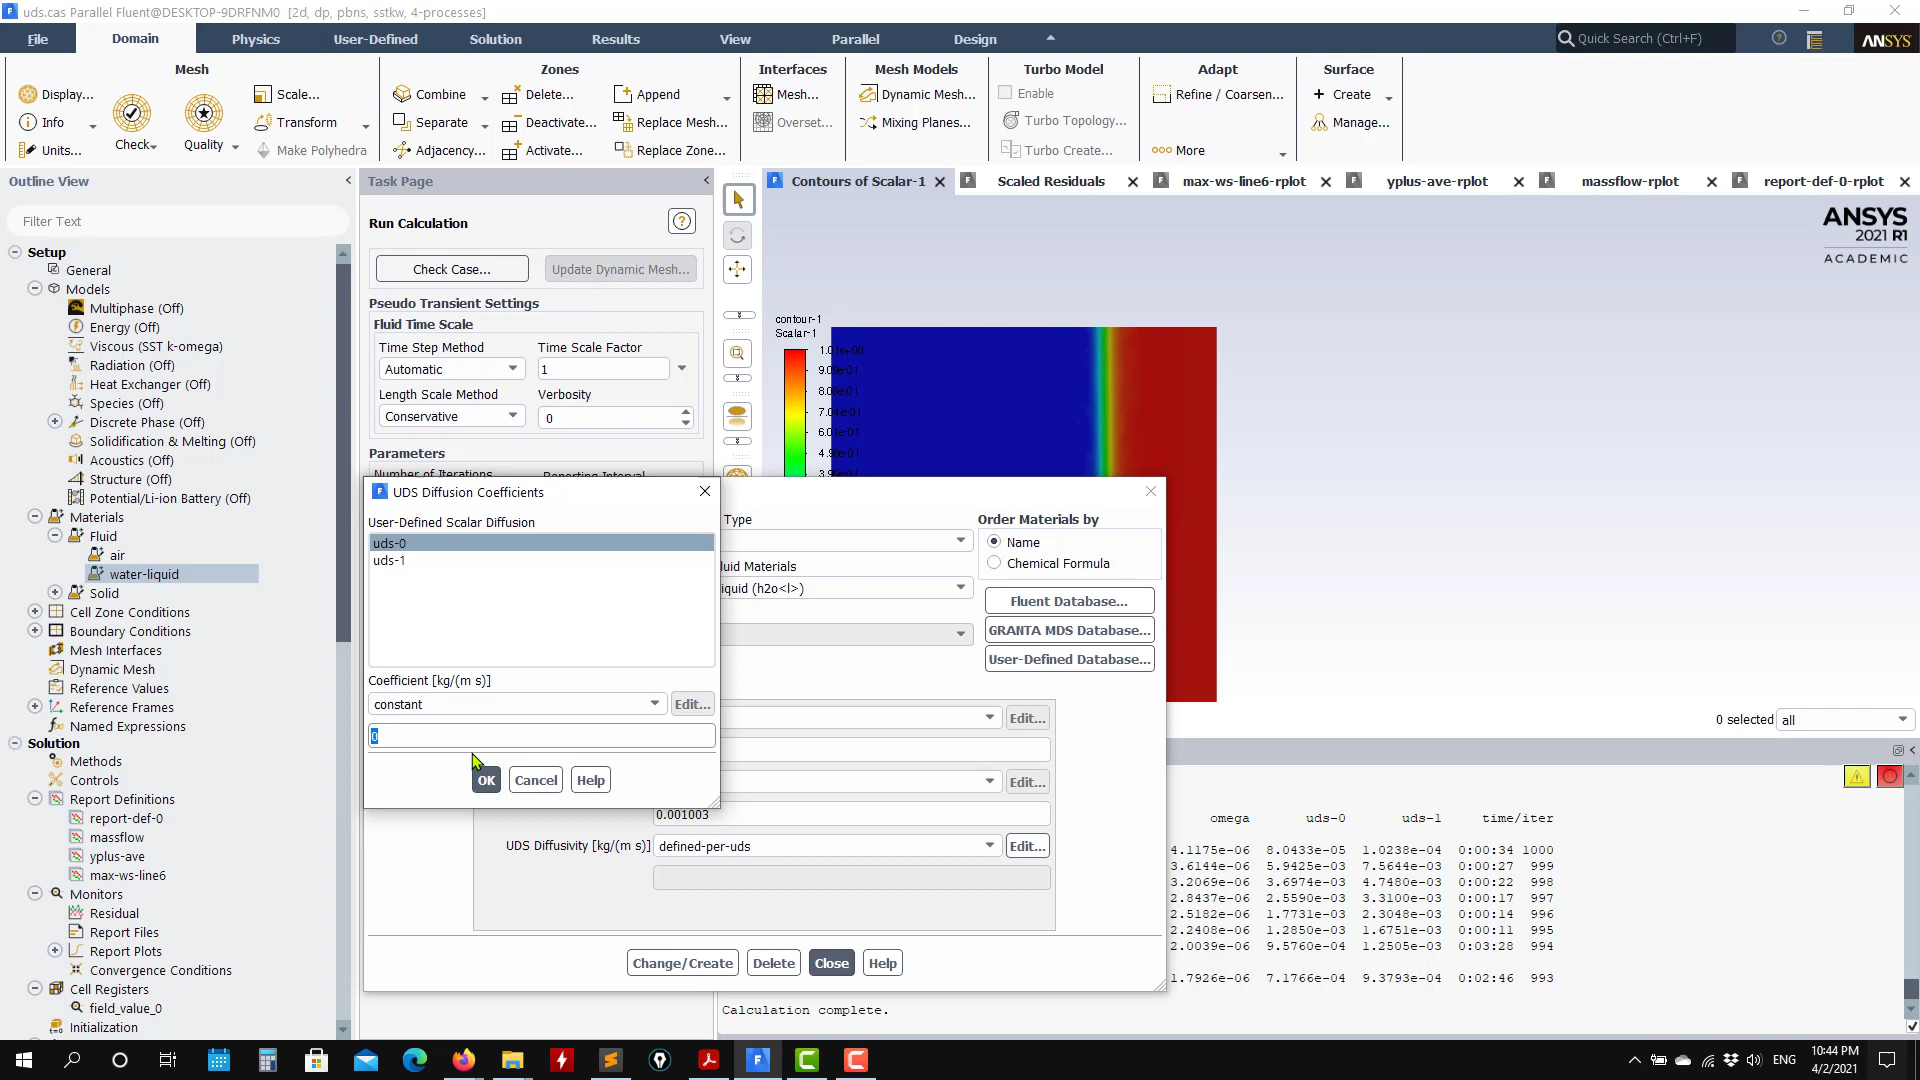 uds.cas Parallel Fluent@DESKTOP-9DRFNM0 [2d, dp, pbns, sstkw, 4-processes]
File Domain Physics User-Defined Solution Results View Parallel Design Quick Search (Ctrl+F) ANSYS
Mesh Zones Interfaces Mesh Models Turbo Model Adapt Surface
Display... Scale... Combine Delete... Append Mesh... Dynamic Mesh... Enable Refine / Coarsen... Create
Info Transform Separate Deactivate... Replace Mesh... Overset... Mixing Planes... Turbo Topology... Manage...
Units... Check Quality Make Polyhedra Adjacency... Activate... Replace Zone... Turbo Create... More
Outline View
Filter Text
Setup
General
Models
Multiphase (Off)
Energy (Off)
Viscous (SST k-omega)
Radiation (Off)
Heat Exchanger (Off)
Species (Off)
Discrete Phase (Off)
Solidification & Melting (Off)
Acoustics (Off)
Structure (Off)
Potential/Li-ion Battery (Off)
Materials
Fluid
air
water-liquid
Solid
Cell Zone Conditions
Boundary Conditions
Mesh Interfaces
Dynamic Mesh
Reference Values
Reference Frames
Named Expressions
Solution
Methods
Controls
Report Definitions
report-def-0
massflow
yplus-ave
max-ws-line6
Monitors
Residual
Report Files
Report Plots
Convergence Conditions
Cell Registers
field_value_0
Initialization
Task Page
Run Calculation
Check Case... Update Dynamic Mesh...
Pseudo Transient Settings
Fluid Time Scale
Time Step Method Time Scale Factor
Automatic 1
Length Scale Method Verbosity
Conservative 0
Parameters
Number of Iterations Reporting Interval
UDS Diffusion Coefficients
User-Defined Scalar Diffusion
uds-0
uds-1
Coefficient [kg/(m s)]
constant Edit...
0
OK Cancel Help
Type
luid Materials
iquid (h2o<l>)
Order Materials by
Name
Chemical Formula
Fluent Database...
GRANTA MDS Database...
User-Defined Database...
Edit...
Edit...
0.001003
UDS Diffusivity [kg/(m s)] defined-per-uds Edit...
Change/Create Delete Close Help
Contours of Scalar-1 Scaled Residuals max-ws-line6-rplot yplus-ave-rplot massflow-rplot report-def-0-rplot
ANSYS
2021 R1
ACADEMIC
contour-1
Scalar-1
1.01e+00
7.04e-01
0 selected all
omega uds-0 uds-1 time/iter
4.1175e-06 8.0433e-05 1.0238e-04 0:00:34 1000
3.6144e-06 5.9425e-03 7.5644e-03 0:00:27 999
3.2069e-06 3.6974e-03 4.7480e-03 0:00:22 998
2.8437e-06 2.5590e-03 3.3100e-03 0:00:17 997
2.5182e-06 1.7731e-03 2.3048e-03 0:00:14 996
2.2408e-06 1.2850e-03 1.6751e-03 0:00:11 995
2.0039e-06 9.5760e-04 1.2505e-03 0:03:28 994
1.7926e-06 7.1766e-04 9.3793e-04 0:02:46 993
Calculation complete.
ENG
10:44 PM
4/2/2021